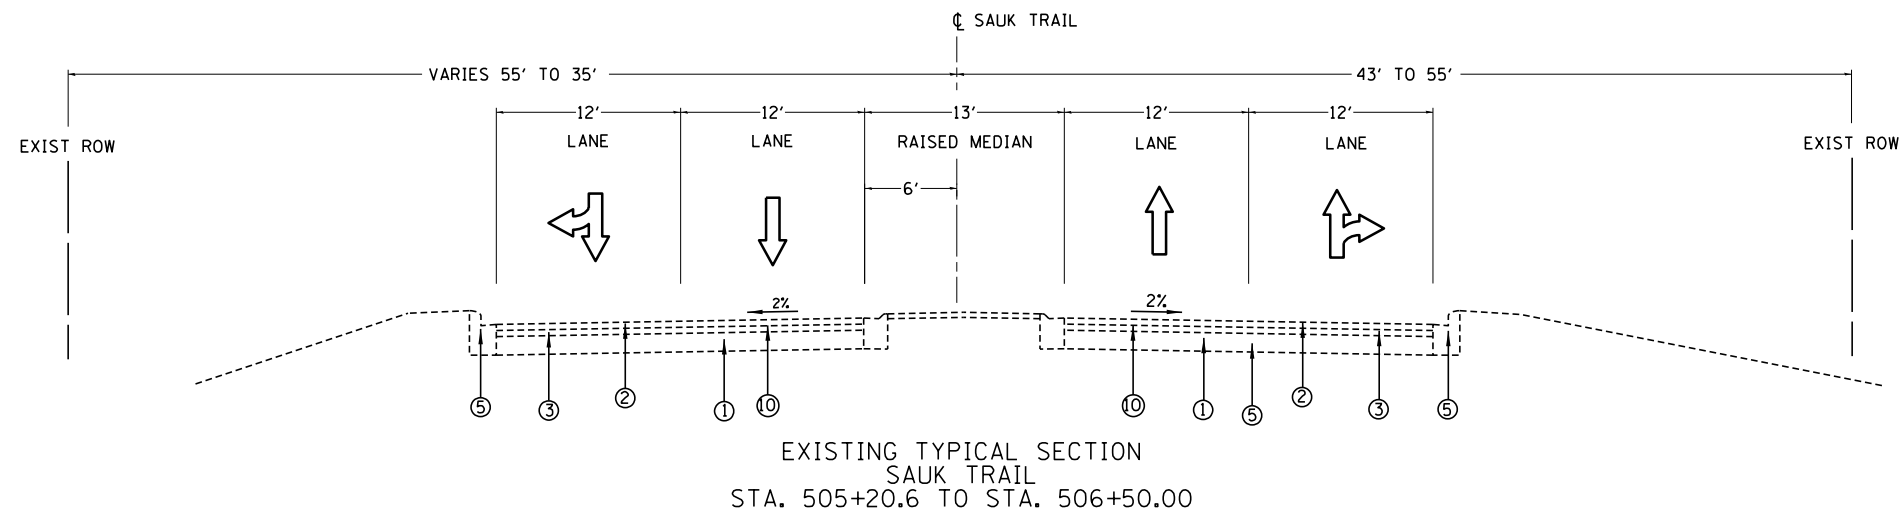 ℄ SAUK TRAIL
VARIES 55' TO 35'
43' TO 55'
12'
12'
13'
12'
12'
LANE
LANE
RAISED MEDIAN
LANE
LANE
EXIST ROW
EXIST ROW
6'
2%
2%
5
3
2
1
10
10
1
5
2
3
5
EXISTING TYPICAL SECTION
SAUK TRAIL
STA. 505+20.6 TO STA. 506+50.00